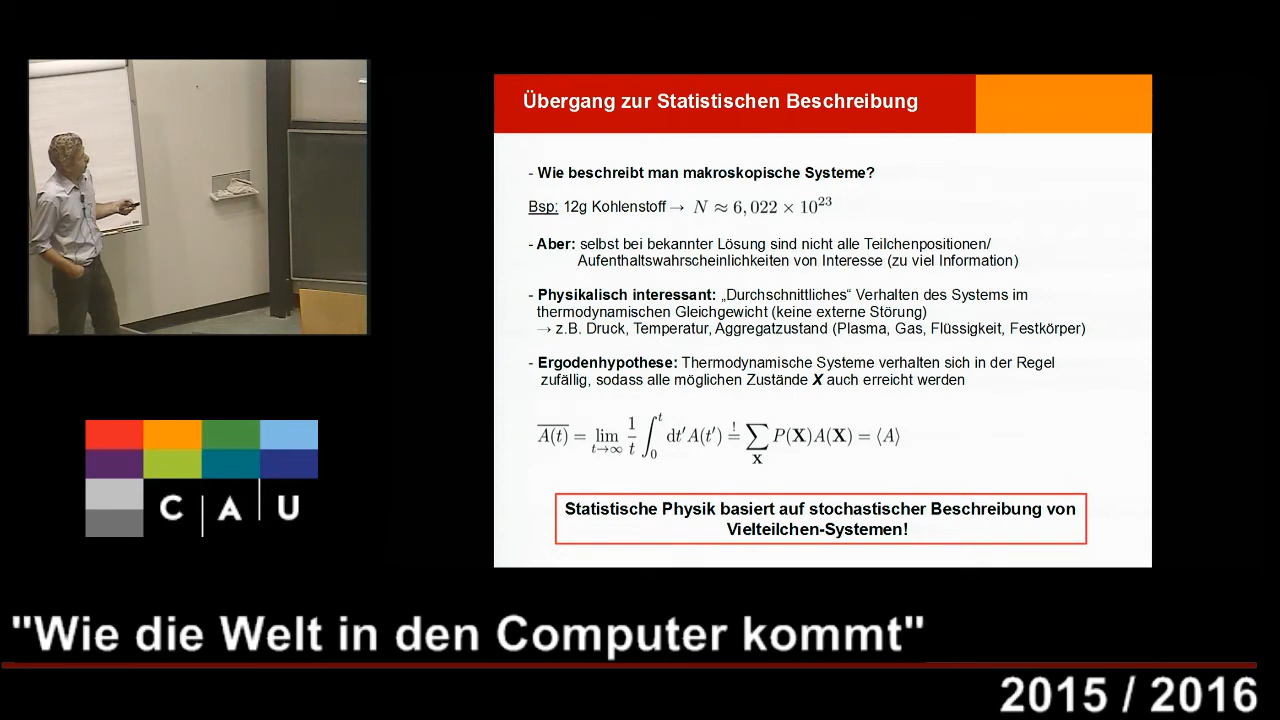 Übergang zur Statistischen Beschreibung
- Wie beschreibt man makroskopische Systeme?
Bsp: 12g Kohlenstoff → N ≈ 6,022 × 10²³
- Aber: selbst bei bekannter Lösung sind nicht alle Teilchenpositionen/
Aufenthaltswahrscheinlichkeiten von Interesse (zu viel Information)
- Physikalisch interessant: „Durchschnittliches“ Verhalten des Systems im
thermodynamischen Gleichgewicht (keine externe Störung)
→ z.B. Druck, Temperatur, Aggregatzustand (Plasma, Gas, Flüssigkeit, Festkörper)
- Ergodenhypothese: Thermodynamische Systeme verhalten sich in der Regel
zufällig, sodass alle möglichen Zustände X auch erreicht werden
\overline{A(t)} = \lim_{t→∞} \frac{1}{t} \int_0^t dt′A(t′) \stackrel{!}{=} \sum_X P(X)A(X) = ⟨A⟩
Statistische Physik basiert auf stochastischer Beschreibung von
Vielteilchen-Systemen!
C|A|U
"Wie die Welt in den Computer kommt"
2015 / 2016